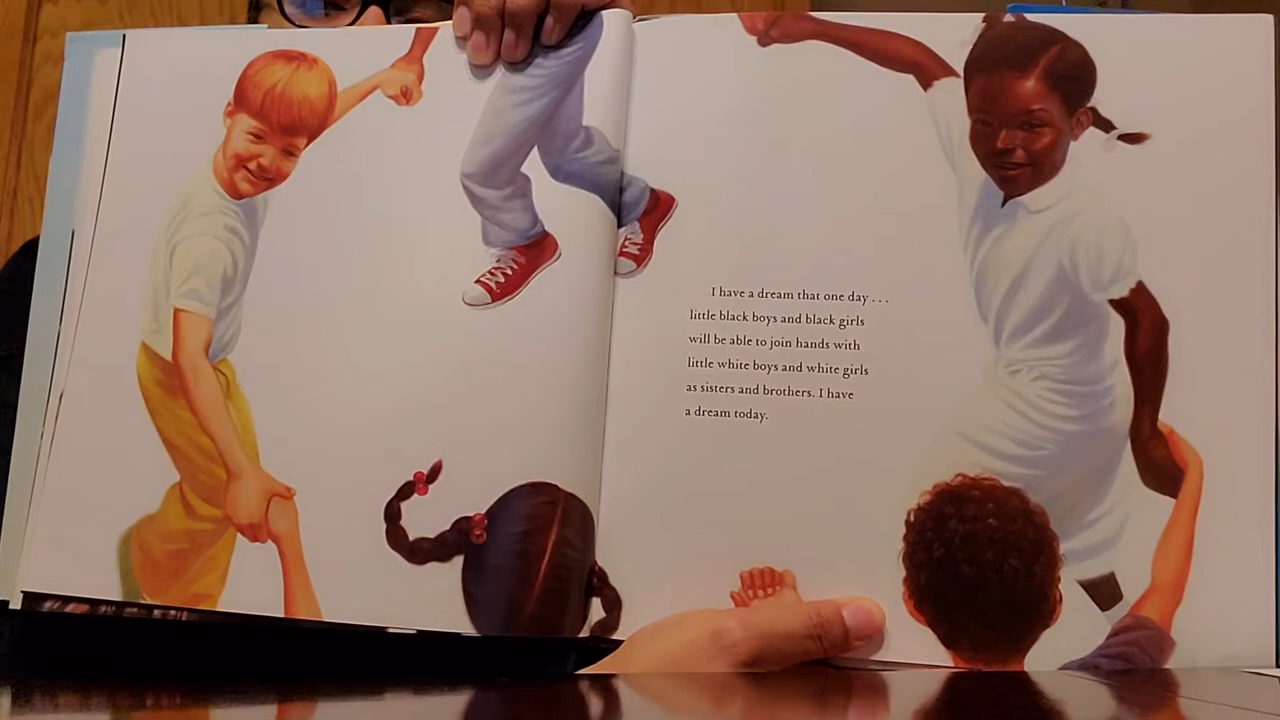 I have a dream that one day . . .
little black boys and black girls
will be able to join hands with
little white boys and white girls
as sisters and brothers. I have
a dream today.